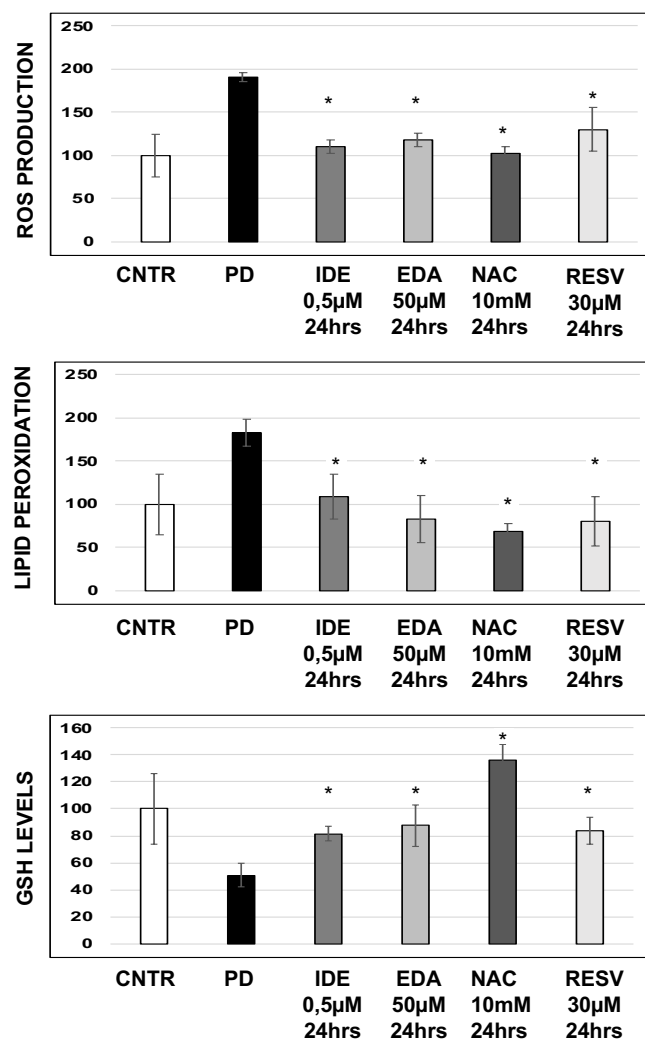 250
200
150
100
50
0
ROS PRODUCTION
* * * *
CNTR PD IDE EDA NAC RESV
0,5µM 50µM 10mM 30µM
24hrs 24hrs 24hrs 24hrs
250
200
150
100
50
0
LIPID PEROXIDATION
* * * *
CNTR PD IDE EDA NAC RESV
0,5µM 50µM 10mM 30µM
24hrs 24hrs 24hrs 24hrs
160
140
120
100
80
60
40
20
0
GSH LEVELS
* * * *
CNTR PD IDE EDA NAC RESV
0,5µM 50µM 10mM 30µM
24hrs 24hrs 24hrs 24hrs